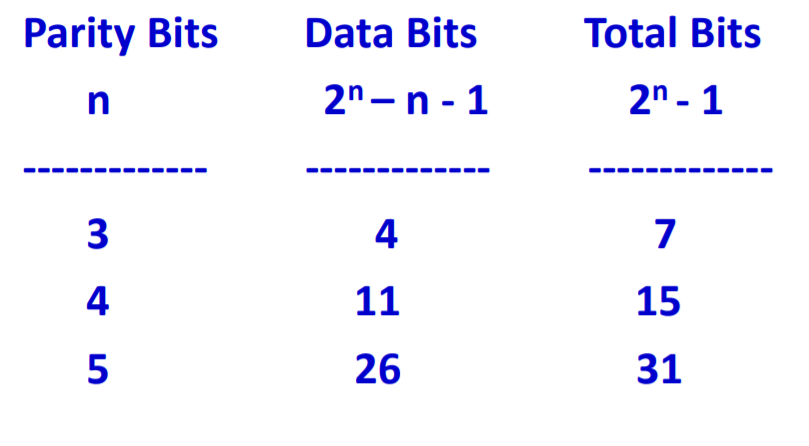 Parity Bits Data Bits Total Bits
n 2ⁿ – n - 1 2ⁿ - 1
------------- ------------- -------------
3 4 7
4 11 15
5 26 31